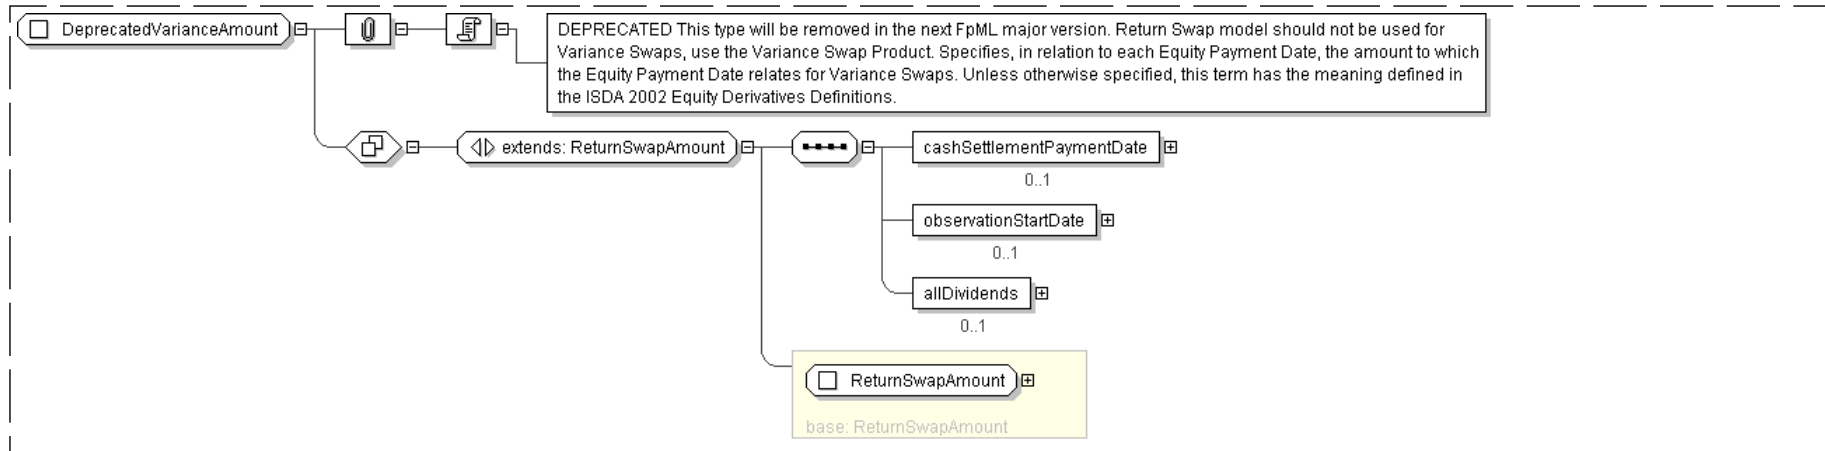 DeprecatedVarianceAmount
DEPRECATED This type will be removed in the next FpML major version. Return Swap model should not be used for
Variance Swaps, use the Variance Swap Product. Specifies, in relation to each Equity Payment Date, the amount to which
the Equity Payment Date relates for Variance Swaps. Unless otherwise specified, this term has the meaning defined in
the ISDA 2002 Equity Derivatives Definitions.
extends: ReturnSwapAmount
cashSettlementPaymentDate
0..1
observationStartDate
0..1
allDividends
0..1
ReturnSwapAmount
base: ReturnSwapAmount